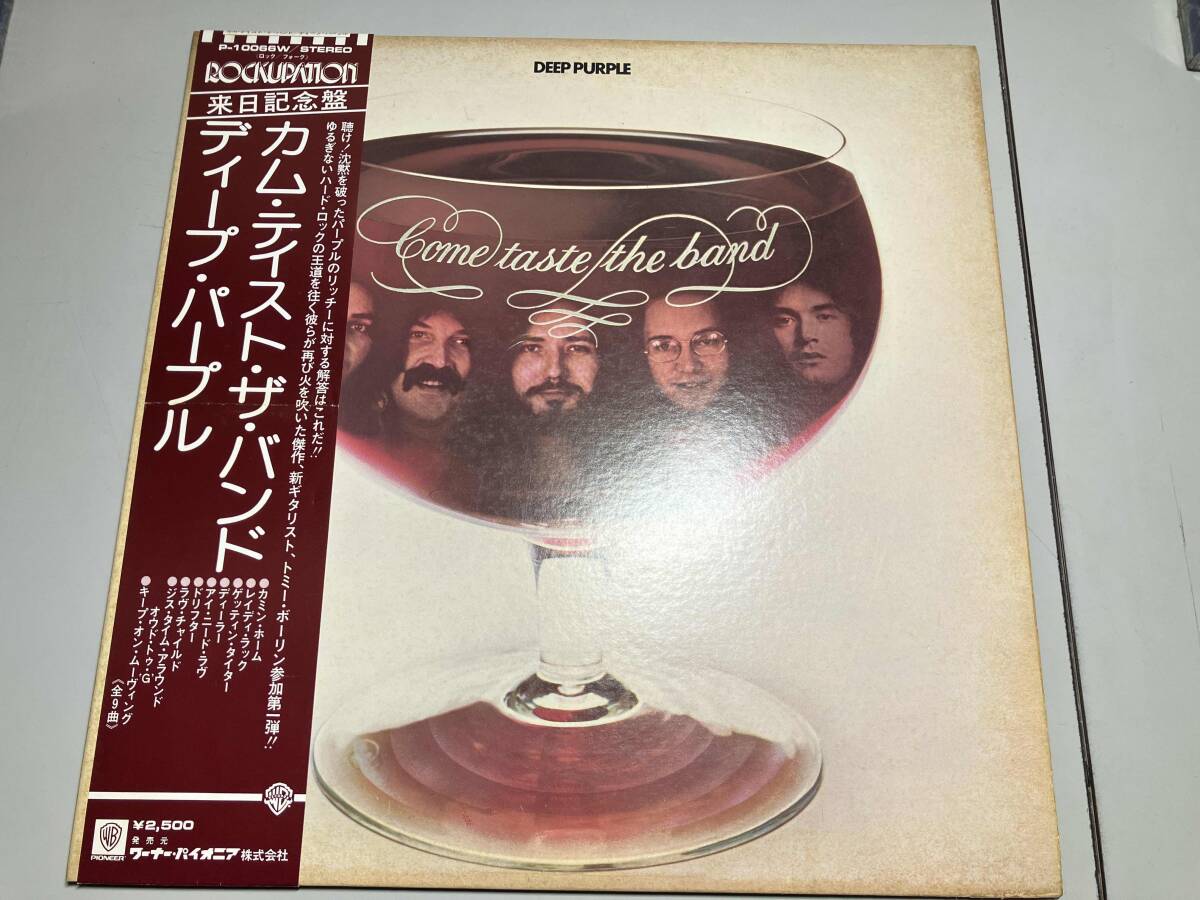 P-10066W/STEREO
(ロック/フォーク)
ROCKUPATION
来日記念盤
カム・テイスト・ザ・バンド
ディープ・パープル
聴け!沈黙を破ったパープルのリッチーに対する解答はこれだ!!
ゆるぎないハード・ロックの王道を往く彼らが再び火を吹いた傑作、新ギタリスト、トミー・ボーリン参加第一弾!!
●カミン・ホーム
●レイディ・ラック
●ゲッティン・タイター
●ディーラー
●アイ・ニード・ラヴ
●ドリフター
●ラヴ・チャイルド
●ジス・タイム・アラウンド
オウド・トゥ・‘G’
●キープ・オン・ムーヴィング
《全9曲》
¥2,500
発売元
ワーナー・パイオニア株式会社
WB
PIONEER
DEEP PURPLE
Come taste the band